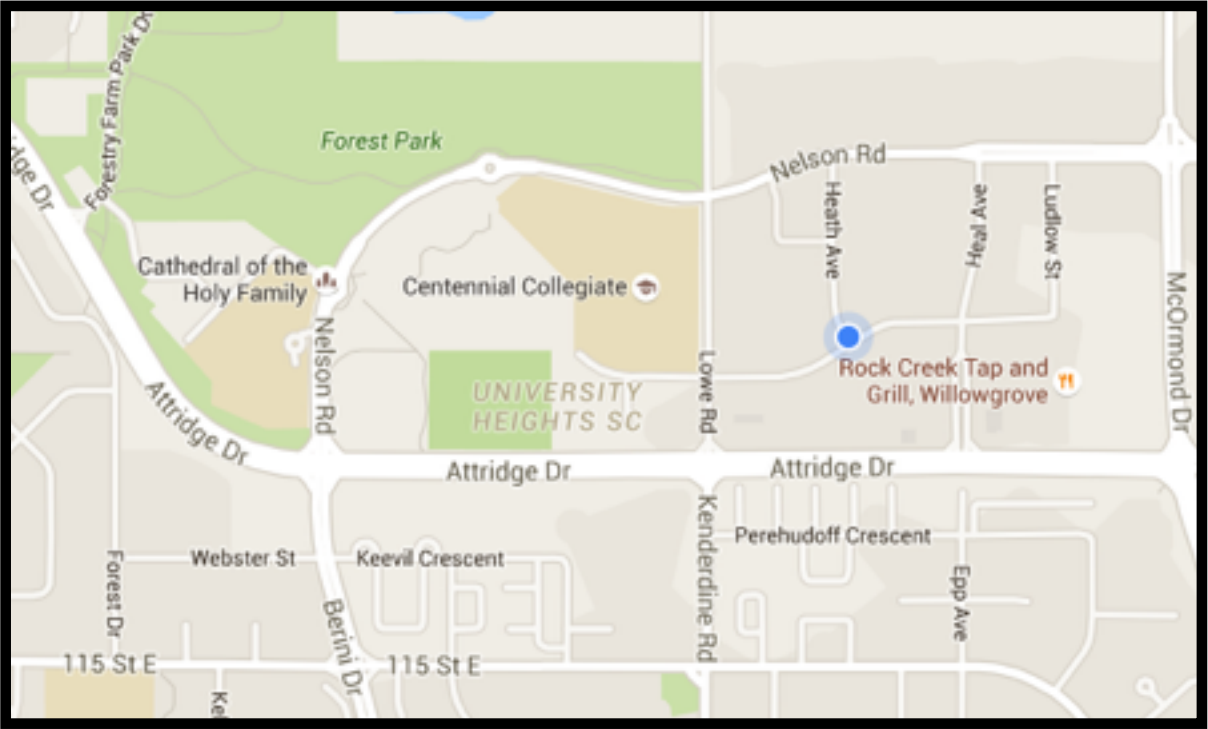 Forestry Farm Park Dr
Forest Park
Nelson Rd
idge Dr
Heath Ave
Heal Ave
Ludlow St
Cathedral of the
Holy Family
Centennial Collegiate
Nelson Rd
McOrmond Dr
Lowe Rd
Rock Creek Tap and
Grill, Willowgrove
UNIVERSITY
HEIGHTS SC
Attridge Dr
Attridge Dr
Attridge Dr
Kenderdine Rd
Perehudoff Crescent
Webster St
Keevil Crescent
Forest Dr
Epp Ave
Berini Dr
115 St E
115 St E
Kel